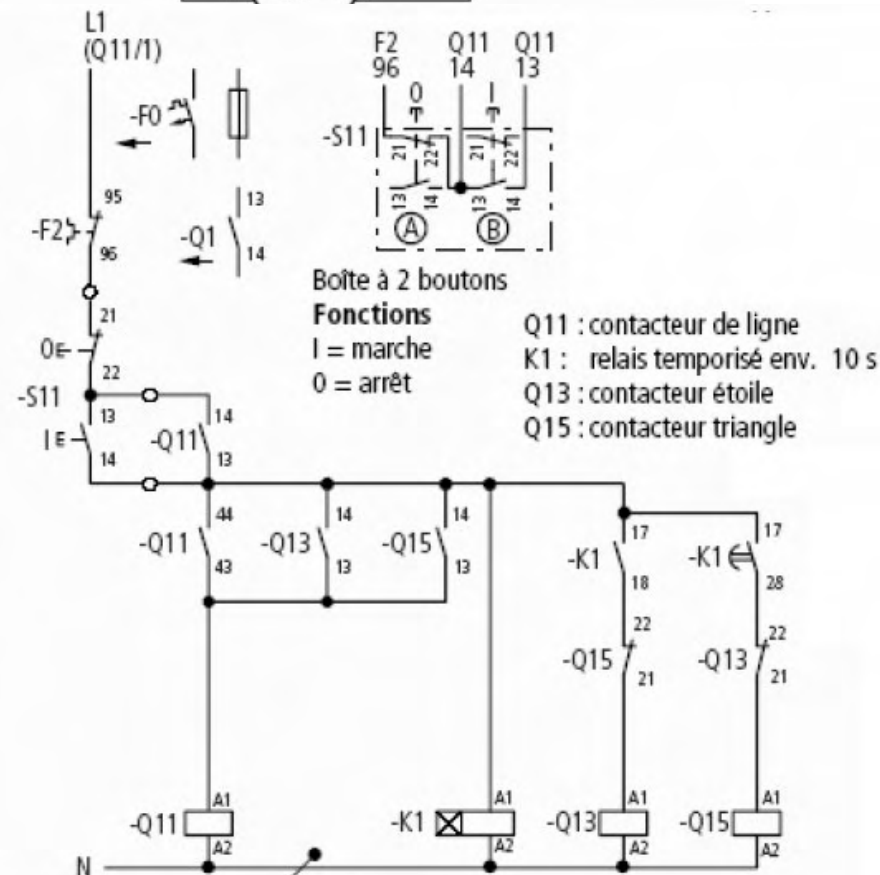 L1
(Q11/1)
-F0
F2 Q11 Q11
96 14 13
0 I
-S11
21 22 21 22
13 14 13 14
A B
95
-F2
96
13
-Q1
14
Boîte à 2 boutons
Fonctions
I = marche
0 = arrêt
Q11 : contacteur de ligne
K1 : relais temporisé env. 10 s
Q13 : contacteur étoile
Q15 : contacteur triangle
21
0E
22
-S11
13 14
IE -Q11
14 13
44 14 14 17 17
-Q11 -Q13 -Q15 -K1 -K1
43 13 13 18 28
22 22
-Q15 -Q13
21 21
A1 A1 A1 A1
-Q11 -K1 -Q13 -Q15
A2 A2 A2 A2
N